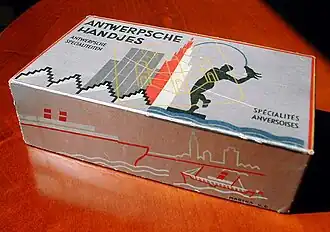 ANTWERPSCHE
HANDJES
ANTWERPSCHE
SPECIALITEITEN
SPÉCIALITÉS
ANVERSOISES